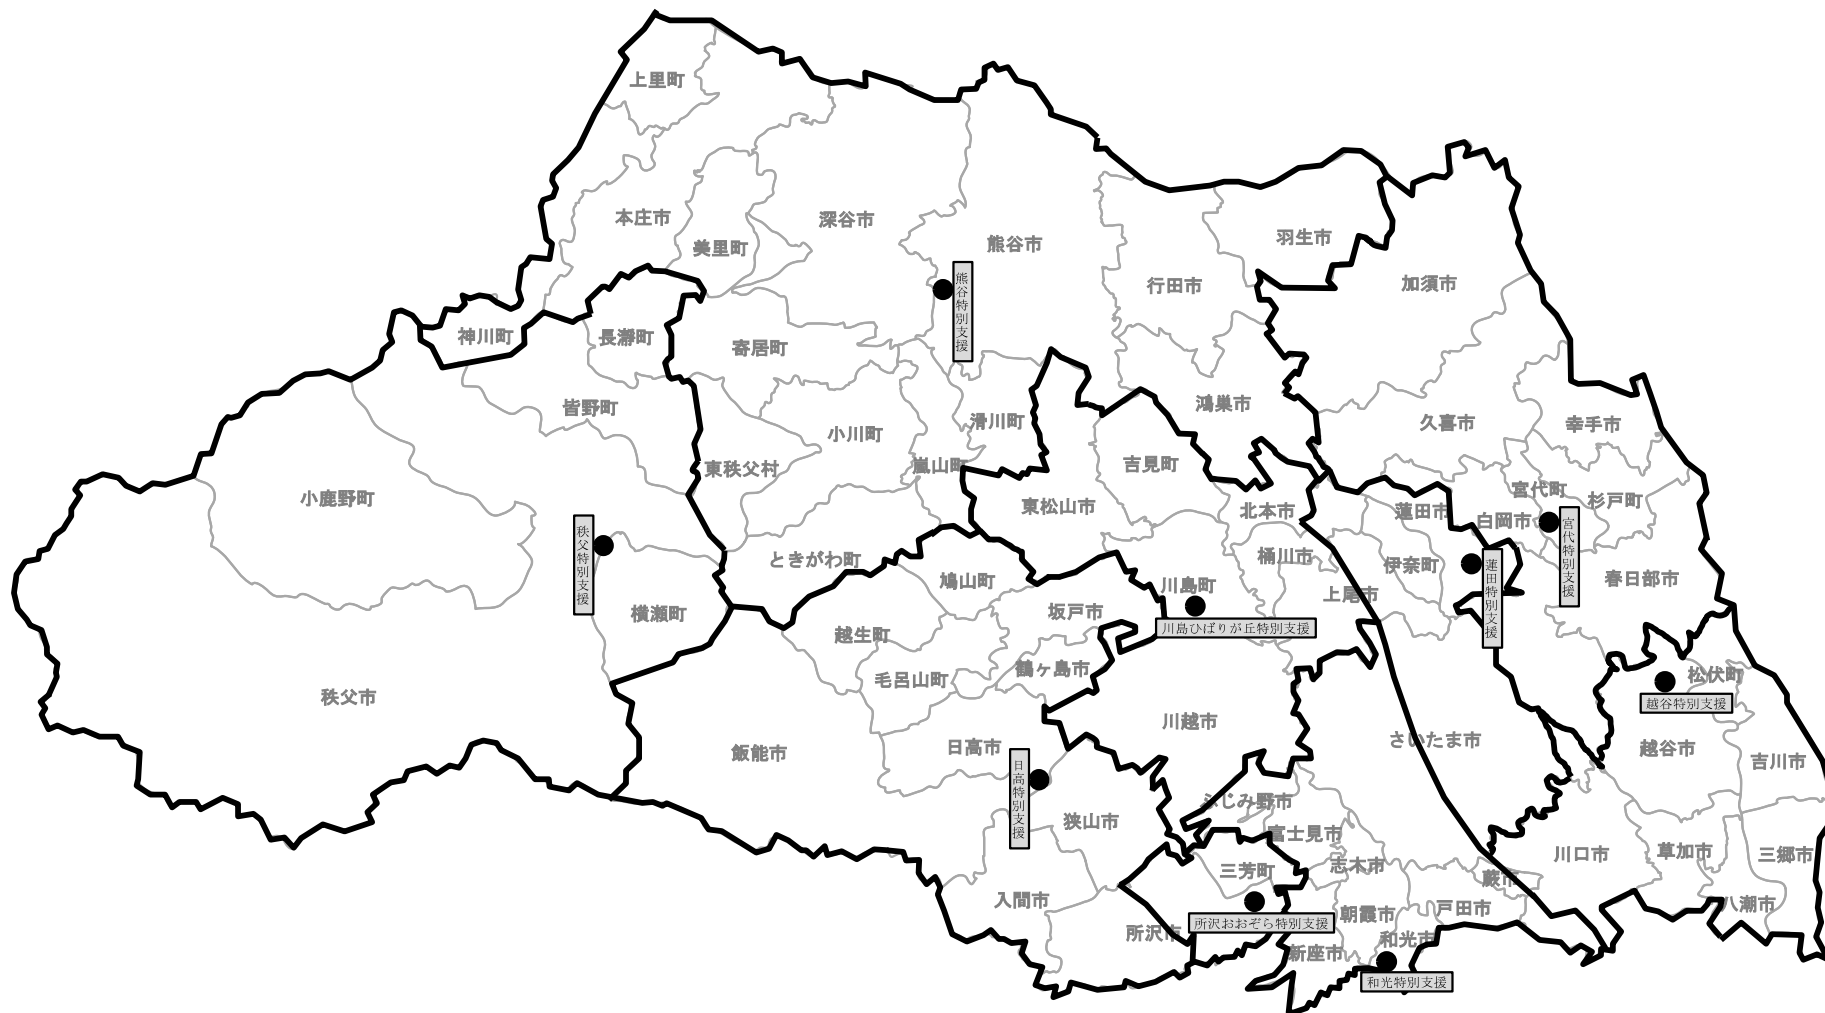 上里町
本庄市
美里町
深谷市
熊谷市
行田市
羽生市
加須市
神川町
長瀞町
寄居町
熊谷特別支援
皆野町
小川町
滑川町
鴻巣市
久喜市
幸手市
小鹿野町
東秩父村
嵐山町
吉見町
東松山市
北本市
蓮田市
白岡市
宮代町
杉戸町
宮代特別支援
秩父特別支援
ときがわ町
鳩山町
川島町
桶川市
伊奈町
上尾市
蓮田特別支援
春日部市
横瀬町
越生町
坂戸市
川島ひばりが丘特別支援
毛呂山町
鶴ヶ島市
松伏町
越谷特別支援
秩父市
飯能市
日高市
川越市
さいたま市
越谷市
吉川市
日高特別支援
狭山市
ふじみ野市
富士見市
志木市
三芳町
川口市
草加市
三郷市
蕨市
入間市
所沢市
所沢おおぞら特別支援
朝霞市
戸田市
八潮市
新座市
和光市
和光特別支援